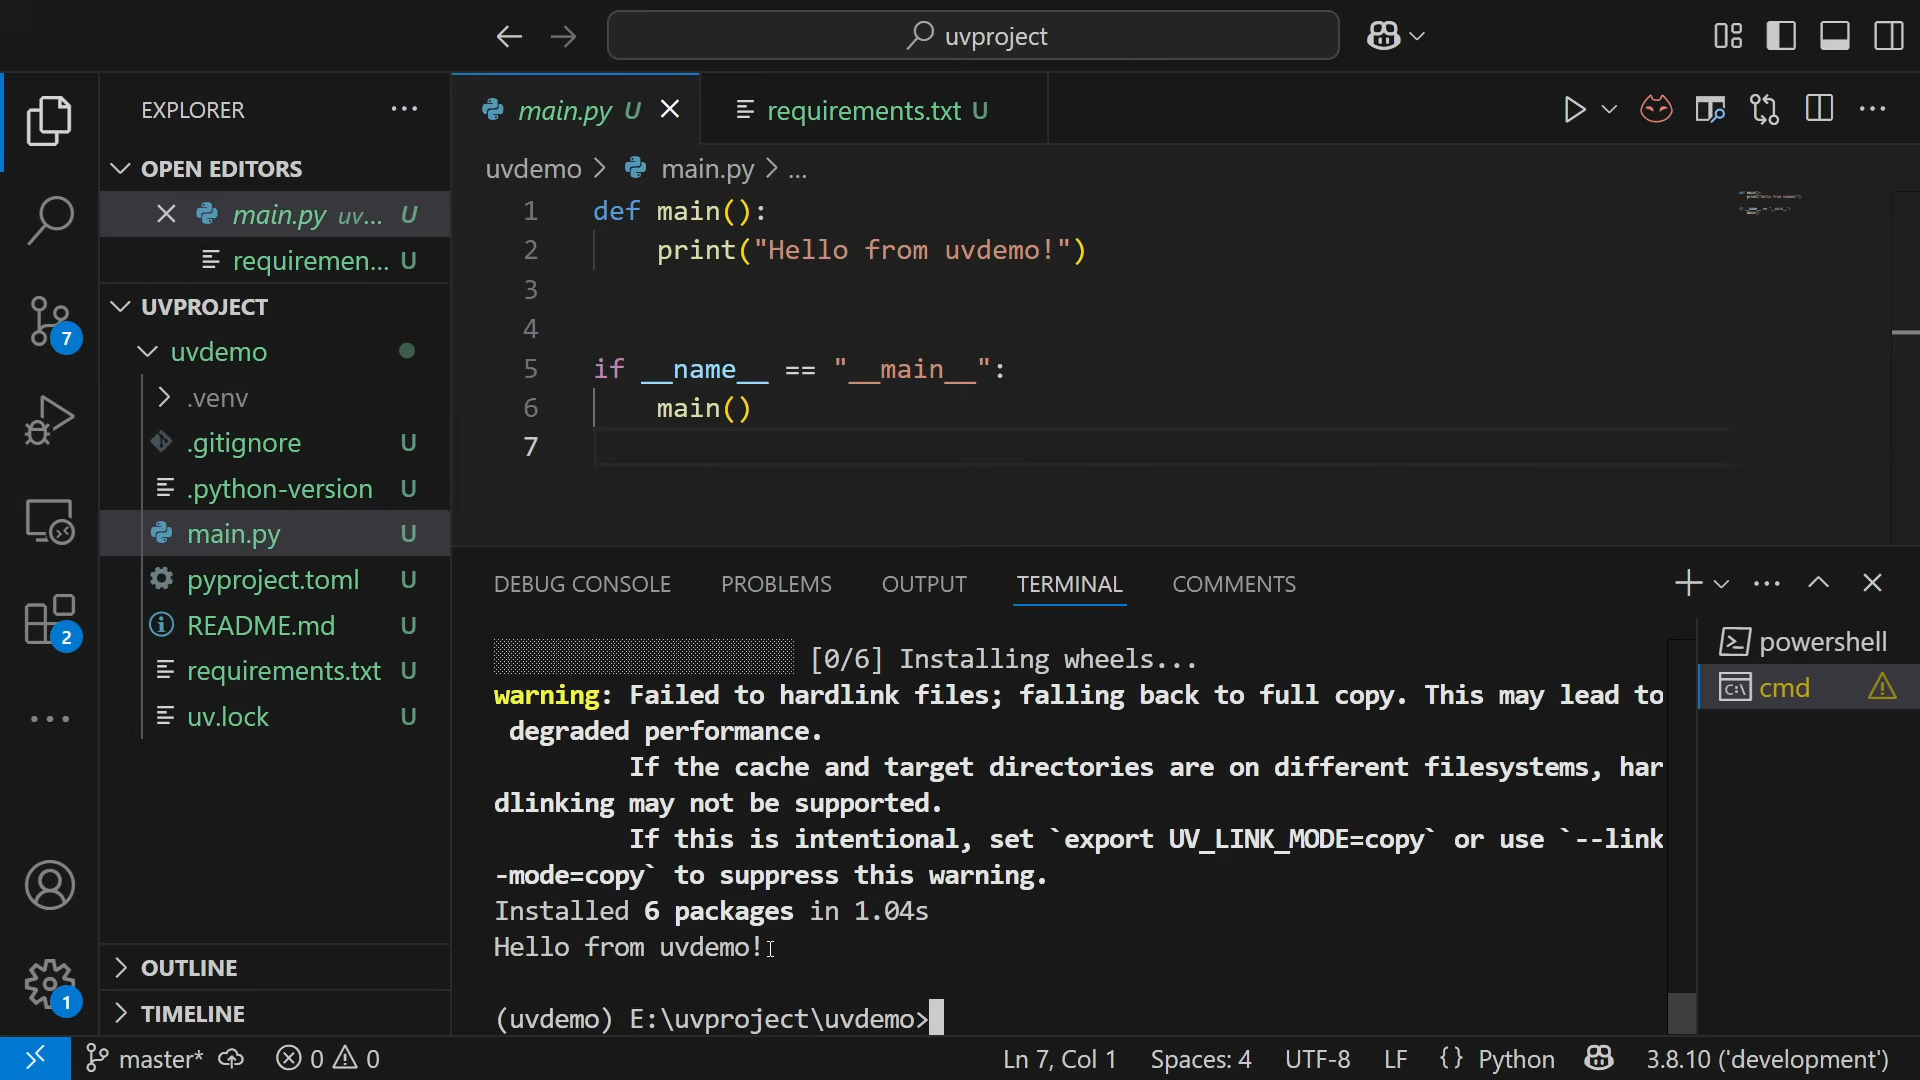 uvproject
EXPLORER
OPEN EDITORS
main.py uv... U
requiremen... U
UVPROJECT
uvdemo
.venv
.gitignore U
.python-version U
main.py U
pyproject.toml U
README.md U
requirements.txt U
uv.lock U
OUTLINE
TIMELINE
7
2
1
main.py U
requirements.txt U
uvdemo > main.py > ...
1 def main():
2 print("Hello from uvdemo!")
3
4
5 if __name__ == "__main__":
6 main()
7
DEBUG CONSOLE PROBLEMS OUTPUT TERMINAL COMMENTS
[0/6] Installing wheels...
warning: Failed to hardlink files; falling back to full copy. This may lead to
degraded performance.
If the cache and target directories are on different filesystems, har
dlinking may not be supported.
If this is intentional, set `export UV_LINK_MODE=copy` or use `--link
-mode=copy` to suppress this warning.
Installed 6 packages in 1.04s
Hello from uvdemo!
(uvdemo) E:\uvproject\uvdemo>
powershell
cmd
master* 0 0 Ln 7, Col 1 Spaces: 4 UTF-8 LF {} Python 3.8.10 ('development')